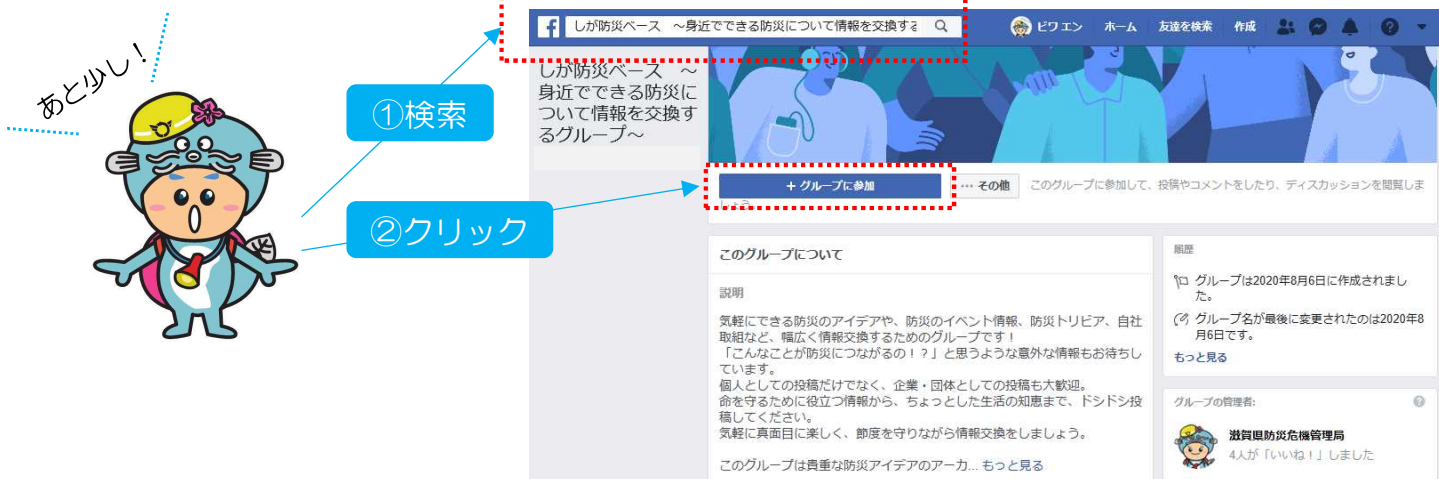 あと少し！
①検索
②クリック
しが防災ベース　～身近でできる防災について情報を交換する
ビワ エン
ホーム
友達を検索
作成
しが防災ベース　～
身近でできる防災に
ついて情報を交換す
るグループ～
+ グループに参加
… その他
このグループに参加して、投稿やコメントをしたり、ディスカッションを閲覧しま
しょう
このグループについて
説明
気軽にできる防災のアイデアや、防災のイベント情報、防災トリビア、自社
取組など、幅広く情報交換するためのグループです！
「こんなことが防災につながるの！？」と思うような意外な情報もお待ちし
ています。
個人としての投稿だけでなく、企業・団体としての投稿も大歓迎。
命を守るために役立つ情報から、ちょっとした生活の知恵まで、ドシドシ投
稿してください。
気軽に真面目に楽しく、節度を守りながら情報交換をしましょう。
このグループは貴重な防災アイデアのアーカ... もっと見る
履歴
グループは2020年8月6日に作成されまし
た。
グループ名が最後に変更されたのは2020年8
月6日です。
もっと見る
グループの管理者:
滋賀県防災危機管理局
4人が「いいね！」しました